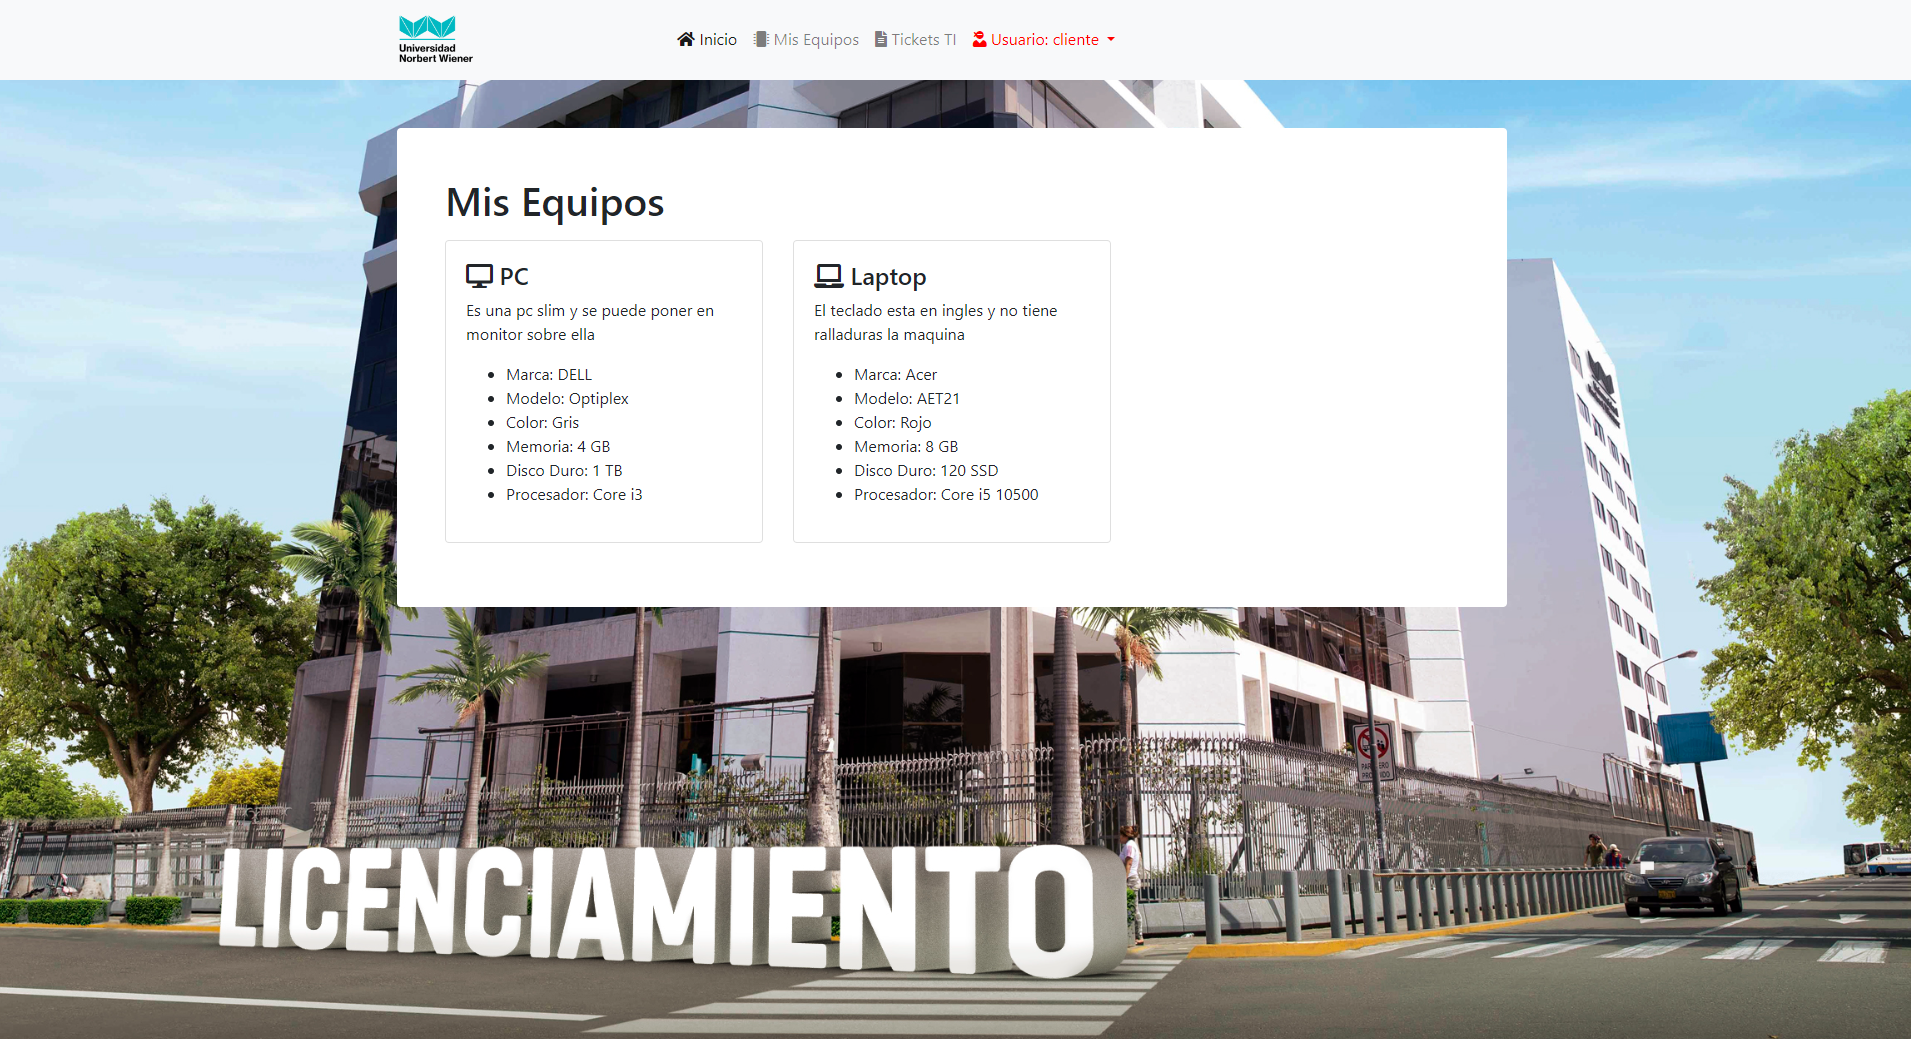 Universidad
Norbert Wiener
Inicio
Mis Equipos
Tickets TI
Usuario: cliente
Mis Equipos
PC
Es una pc slim y se puede poner en
monitor sobre ella
Marca: DELL
Modelo: Optiplex
Color: Gris
Memoria: 4 GB
Disco Duro: 1 TB
Procesador: Core i3
Laptop
El teclado esta en ingles y no tiene
ralladuras la maquina
Marca: Acer
Modelo: AET21
Color: Rojo
Memoria: 8 GB
Disco Duro: 120 SSD
Procesador: Core i5 10500
LICENCIAMIENTO